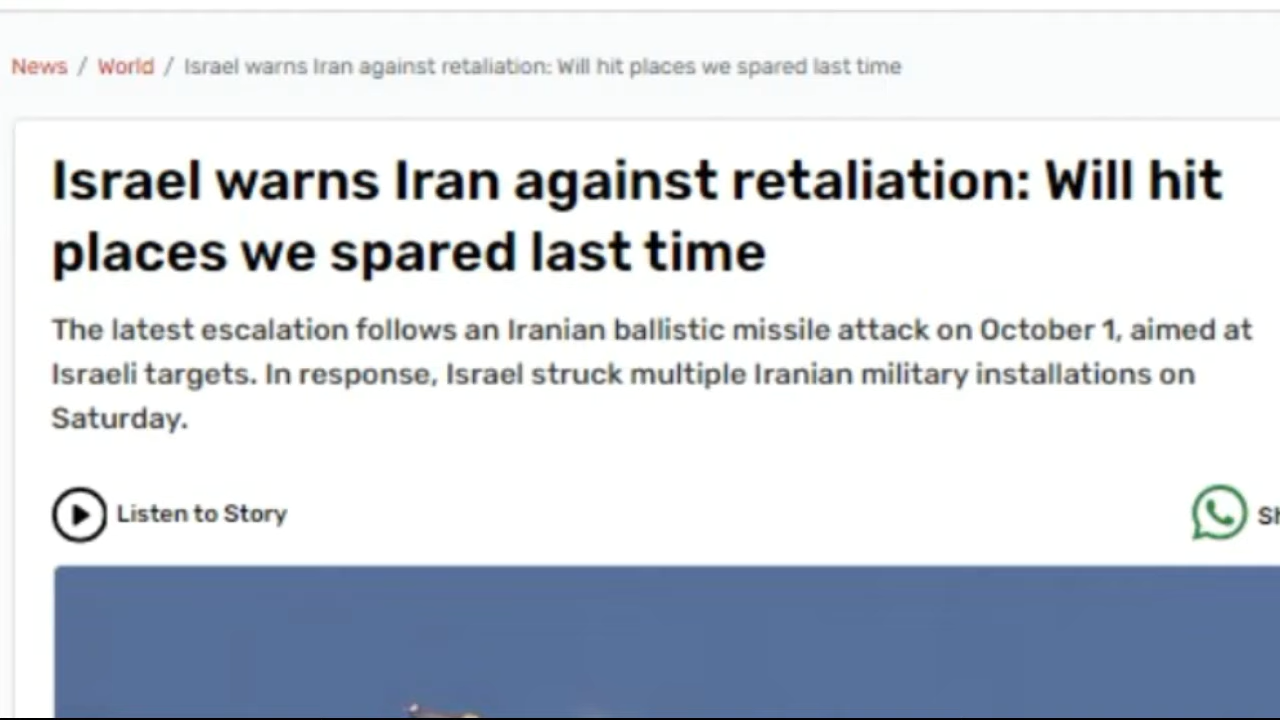 News / World / Israel warns Iran against retaliation: Will hit places we spared last time
Israel warns Iran against retaliation: Will hit
places we spared last time
The latest escalation follows an Iranian ballistic missile attack on October 1, aimed at
Israeli targets. In response, Israel struck multiple Iranian military installations on
Saturday.
Listen to Story